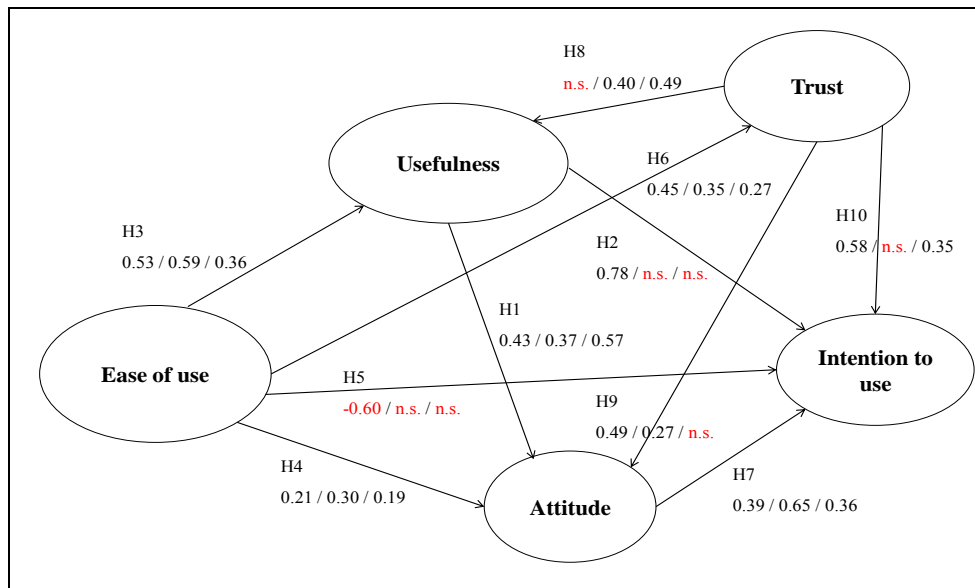 H8
n.s. / 0.40 / 0.49
Trust
Usefulness
H6
0.45 / 0.35 / 0.27
H3
0.53 / 0.59 / 0.36
H2
0.78 / n.s. / n.s.
H10
0.58 / n.s. / 0.35
H1
0.43 / 0.37 / 0.57
Ease of use
Intention to
use
H5
-0.60 / n.s. / n.s.
H9
0.49 / 0.27 / n.s.
H4
0.21 / 0.30 / 0.19
Attitude
H7
0.39 / 0.65 / 0.36